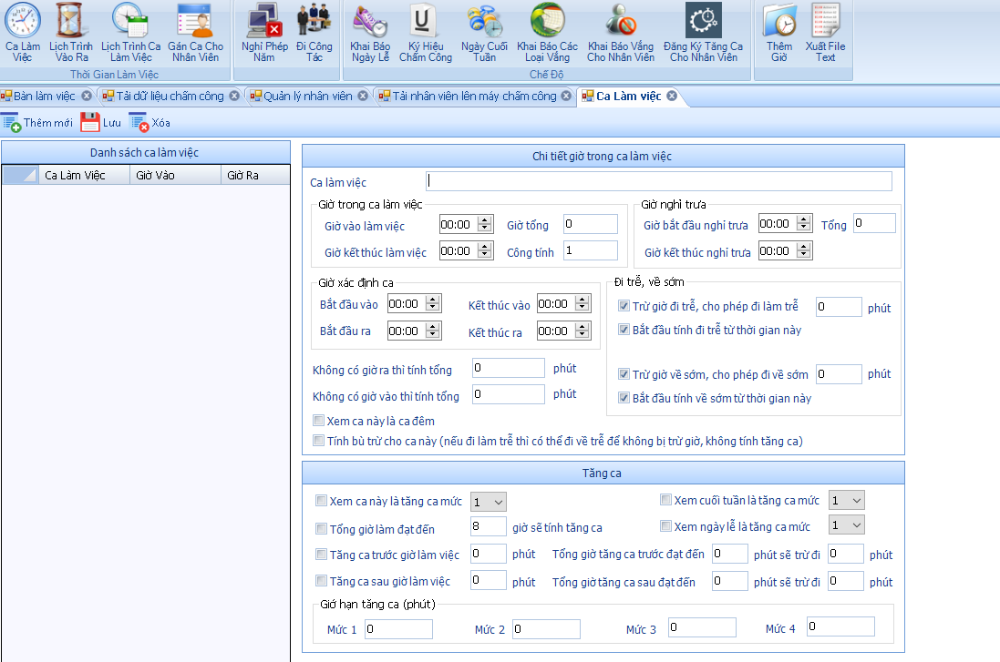 Ca Làm Việc
Lịch Trình Vào Ra
Lịch Trình Ca Làm Việc
Gán Ca Cho Nhân Viên
Thời Gian Làm Việc
Nghỉ Phép Năm
Đi Công Tác
Khai Báo Ngày Lễ
Ký Hiệu Chấm Công
Ngày Cuối Tuần
Khai Báo Các Loại Vắng
Khai Báo Vắng Cho Nhân Viên
Đăng Ký Tăng Ca Cho Nhân Viên
Chế Độ
Thêm Giờ
Xuất File Text
Bàn làm việc
Tải dữ liệu chấm công
Quản lý nhân viên
Tải nhân viên lên máy chấm công
Ca Làm việc
Thêm mới Lưu Xóa
Danh sách ca làm việc
Ca Làm Việc Giờ Vào Giờ Ra
Chi tiết giờ trong ca làm việc
Ca làm việc
Giờ trong ca làm việc
Giờ vào làm việc 00:00 Giờ tổng 0
Giờ kết thúc làm việc 00:00 Công tính 1
Giờ nghỉ trưa
Giờ bắt đầu nghỉ trưa 00:00 Tổng 0
Giờ kết thúc nghỉ trưa 00:00
Giờ xác định ca
Bắt đầu vào 00:00 Kết thúc vào 00:00
Bắt đầu ra 00:00 Kết thúc ra 00:00
Đi trễ, về sớm
Trừ giờ đi trễ, cho phép đi làm trễ 0 phút
Bắt đầu tính đi trễ từ thời gian này
Trừ giờ về sớm, cho phép đi về sớm 0 phút
Bắt đầu tính về sớm từ thời gian này
Không có giờ ra thì tính tổng 0 phút
Không có giờ vào thì tính tổng 0 phút
Xem ca này là ca đêm
Tính bù trừ cho ca này (nếu đi làm trễ thì có thể đi về trễ để không bị trừ giờ, không tính tăng ca)
Tăng ca
Xem ca này là tăng ca mức 1 Xem cuối tuần là tăng ca mức 1
Tổng giờ làm đạt đến 8 giờ sẽ tính tăng ca Xem ngày lễ là tăng ca mức 1
Tăng ca trước giờ làm việc 0 phút Tổng giờ tăng ca trước đạt đến 0 phút sẽ trừ đi 0 phút
Tăng ca sau giờ làm việc 0 phút Tổng giờ tăng ca sau đạt đến 0 phút sẽ trừ đi 0 phút
Giớ hạn tăng ca (phút)
Mức 1 0 Mức 2 0 Mức 3 0 Mức 4 0